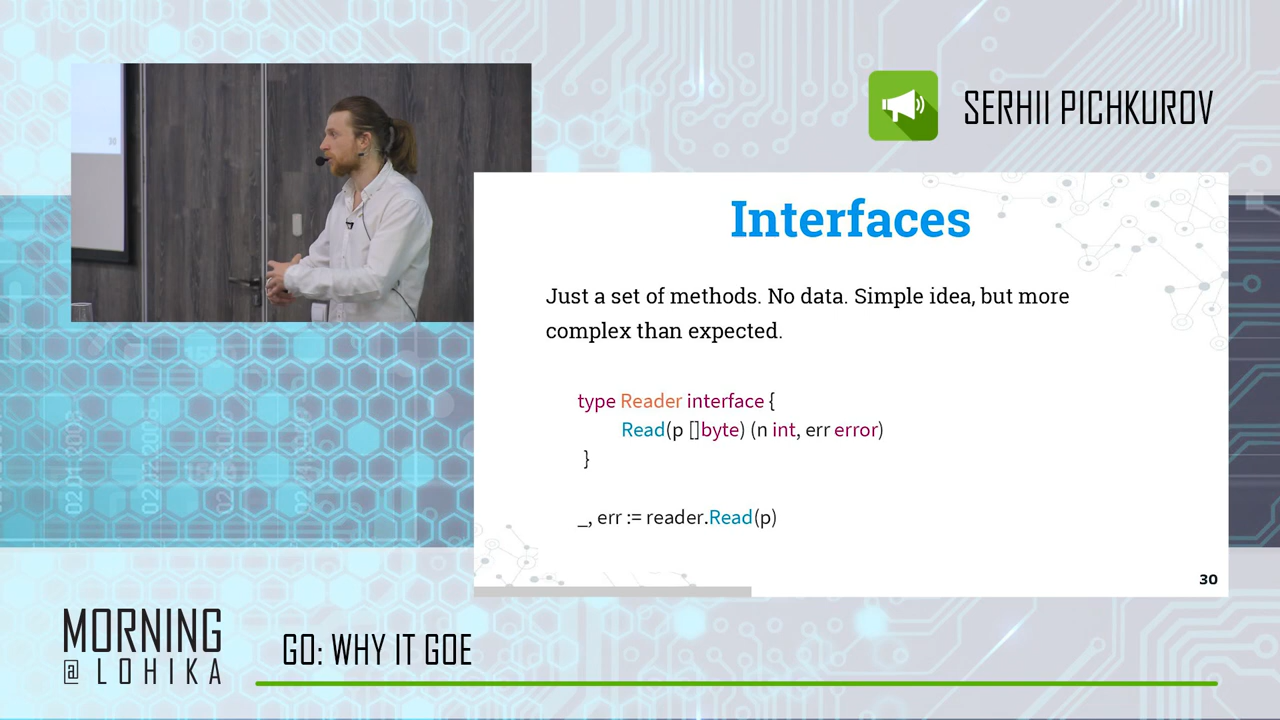 SERHII PICHKUROV
Interfaces
Just a set of methods. No data. Simple idea, but more
complex than expected.
type Reader interface {
Read(p []byte) (n int, err error)
}
_, err := reader.Read(p)
30
MORNING
@ LOHIKA
GO: WHY IT GOE